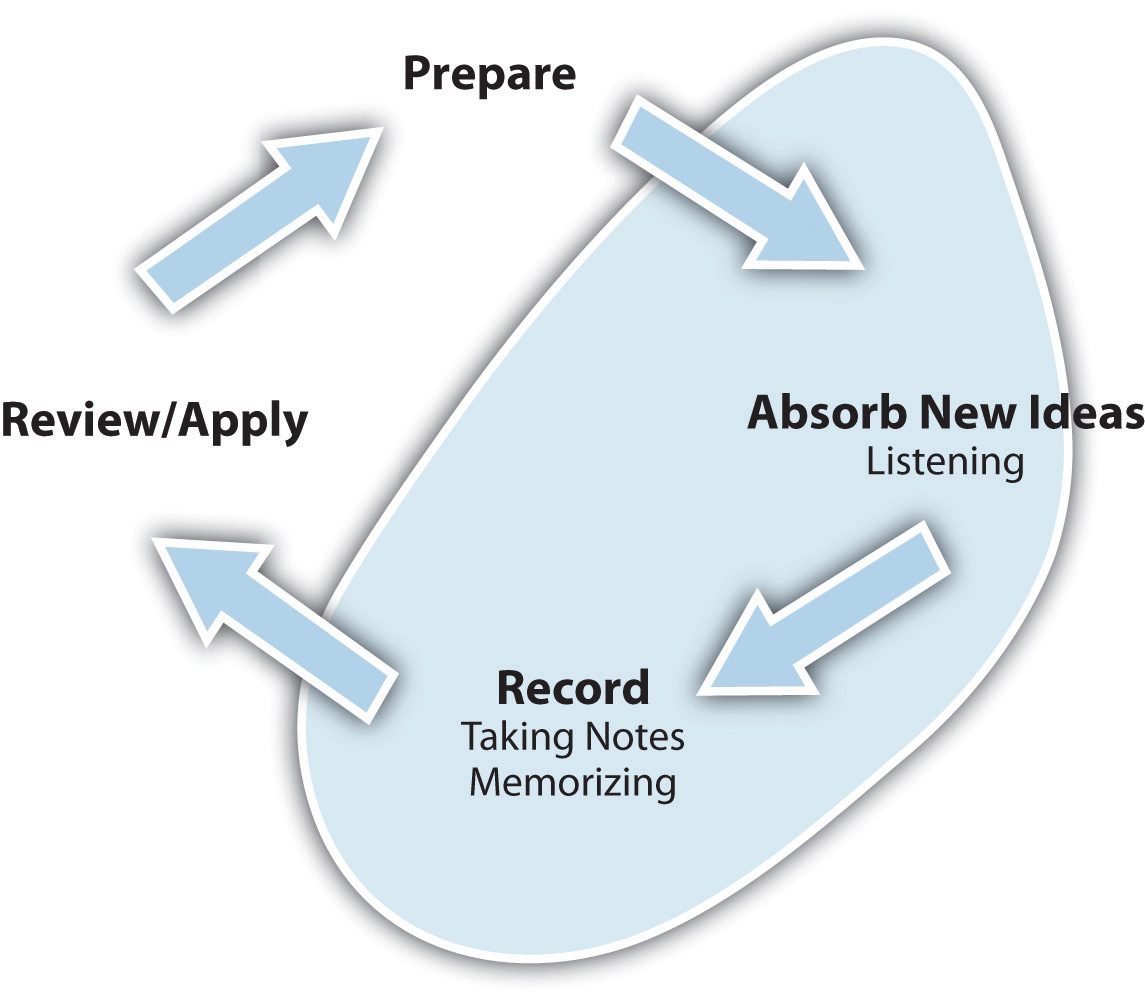 Prepare
Absorb New Ideas
Listening
Record
Taking Notes
Memorizing
Review/Apply